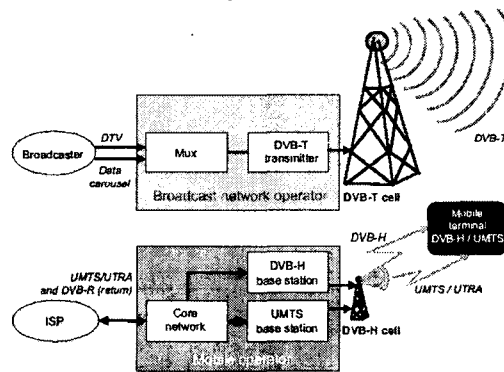 DTV
Broadcaster
Data
carousel
Mux
DVB-T
transmitter
Broadcast network operator
DVB-T cell
DVB-T
Mobile
terminal
DVB-H / UMTS
DVB-H
UMTS / UTRA
UMTS/UTRA
and DVB-R (return)
ISP
Core
network
DVB-H
base station
UMTS
base station
DVB-H cell
Mobile operator